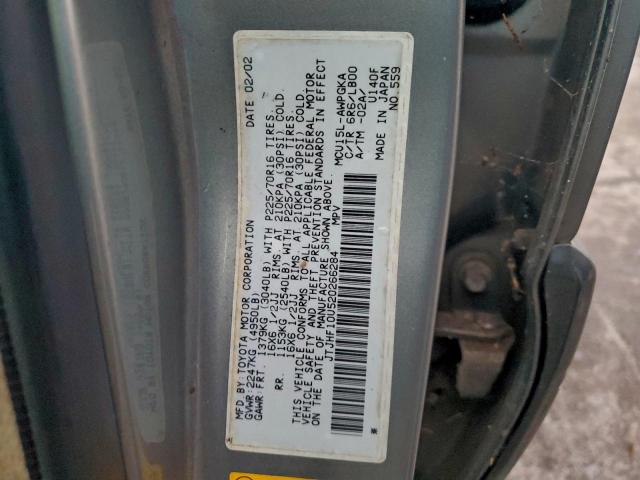 MFD BY: TOYOTA MOTOR CORPORATION DATE 02/02
GVWR: 2247KG (4950LB)
GAWR: FRT. 1379KG (3040LB) WITH P225/70R16 TIRES.
16X6 1/2JJ RIMS, AT 210KPA (30PSI) COLD.
RR. 1153KG (2540LB) WITH P225/70R16 TIRES.
16X6 1/2JJ RIMS, AT 210KPA (30PSI) COLD.
THIS VEHICLE CONFORMS TO ALL APPLICABLE FEDERAL MOTOR
VEHICLE SAFETY AND THEFT PREVENTION STANDARDS IN EFFECT
ON THE DATE OF MANUFACTURE SHOWN ABOVE.
JTJHF10U520266284 MPV
MCU15L-AWPGKA
C/TR 6R6/LB00
A/TM -02A/
U140F
MADE IN JAPAN
NO.559